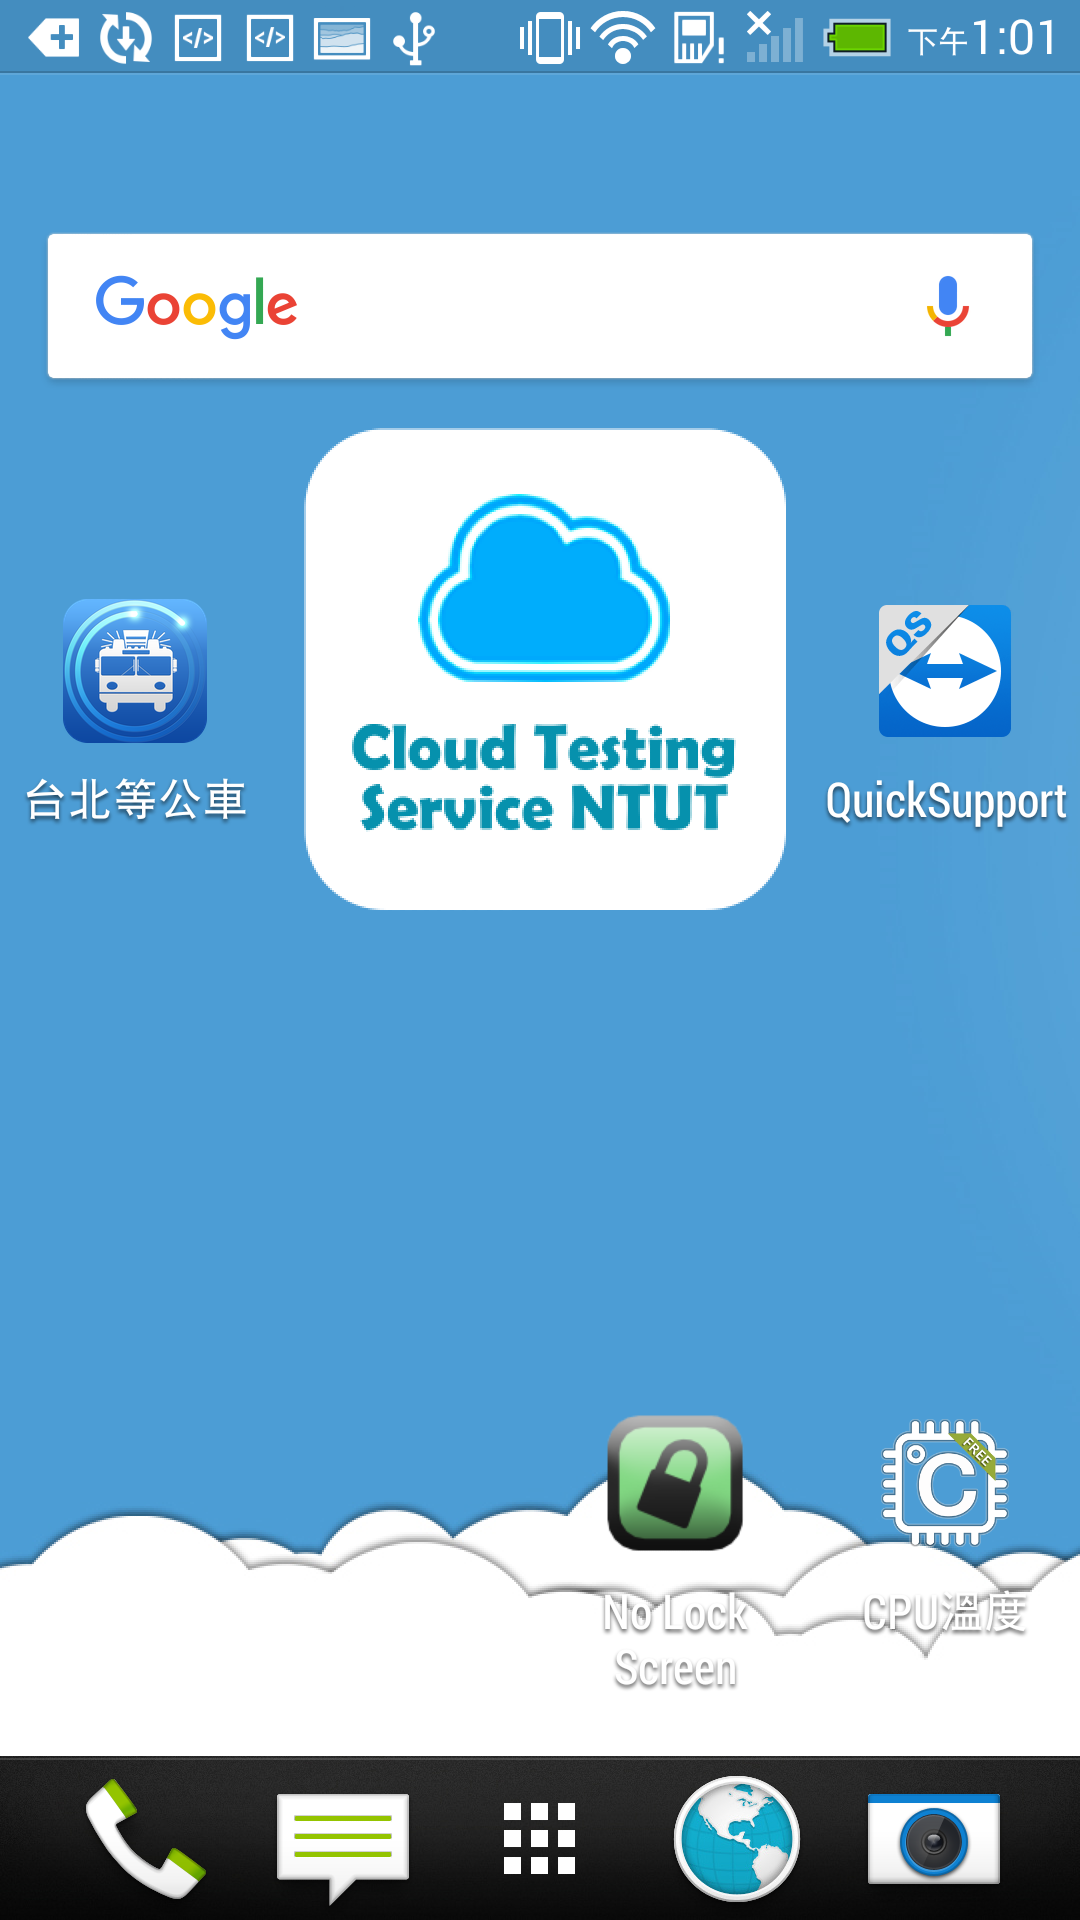 下午1:01
Google
Cloud Testing
Service NTUT
QS
台北等公車
QuickSupport
FREE
C
No Lock
Screen
CPU溫度